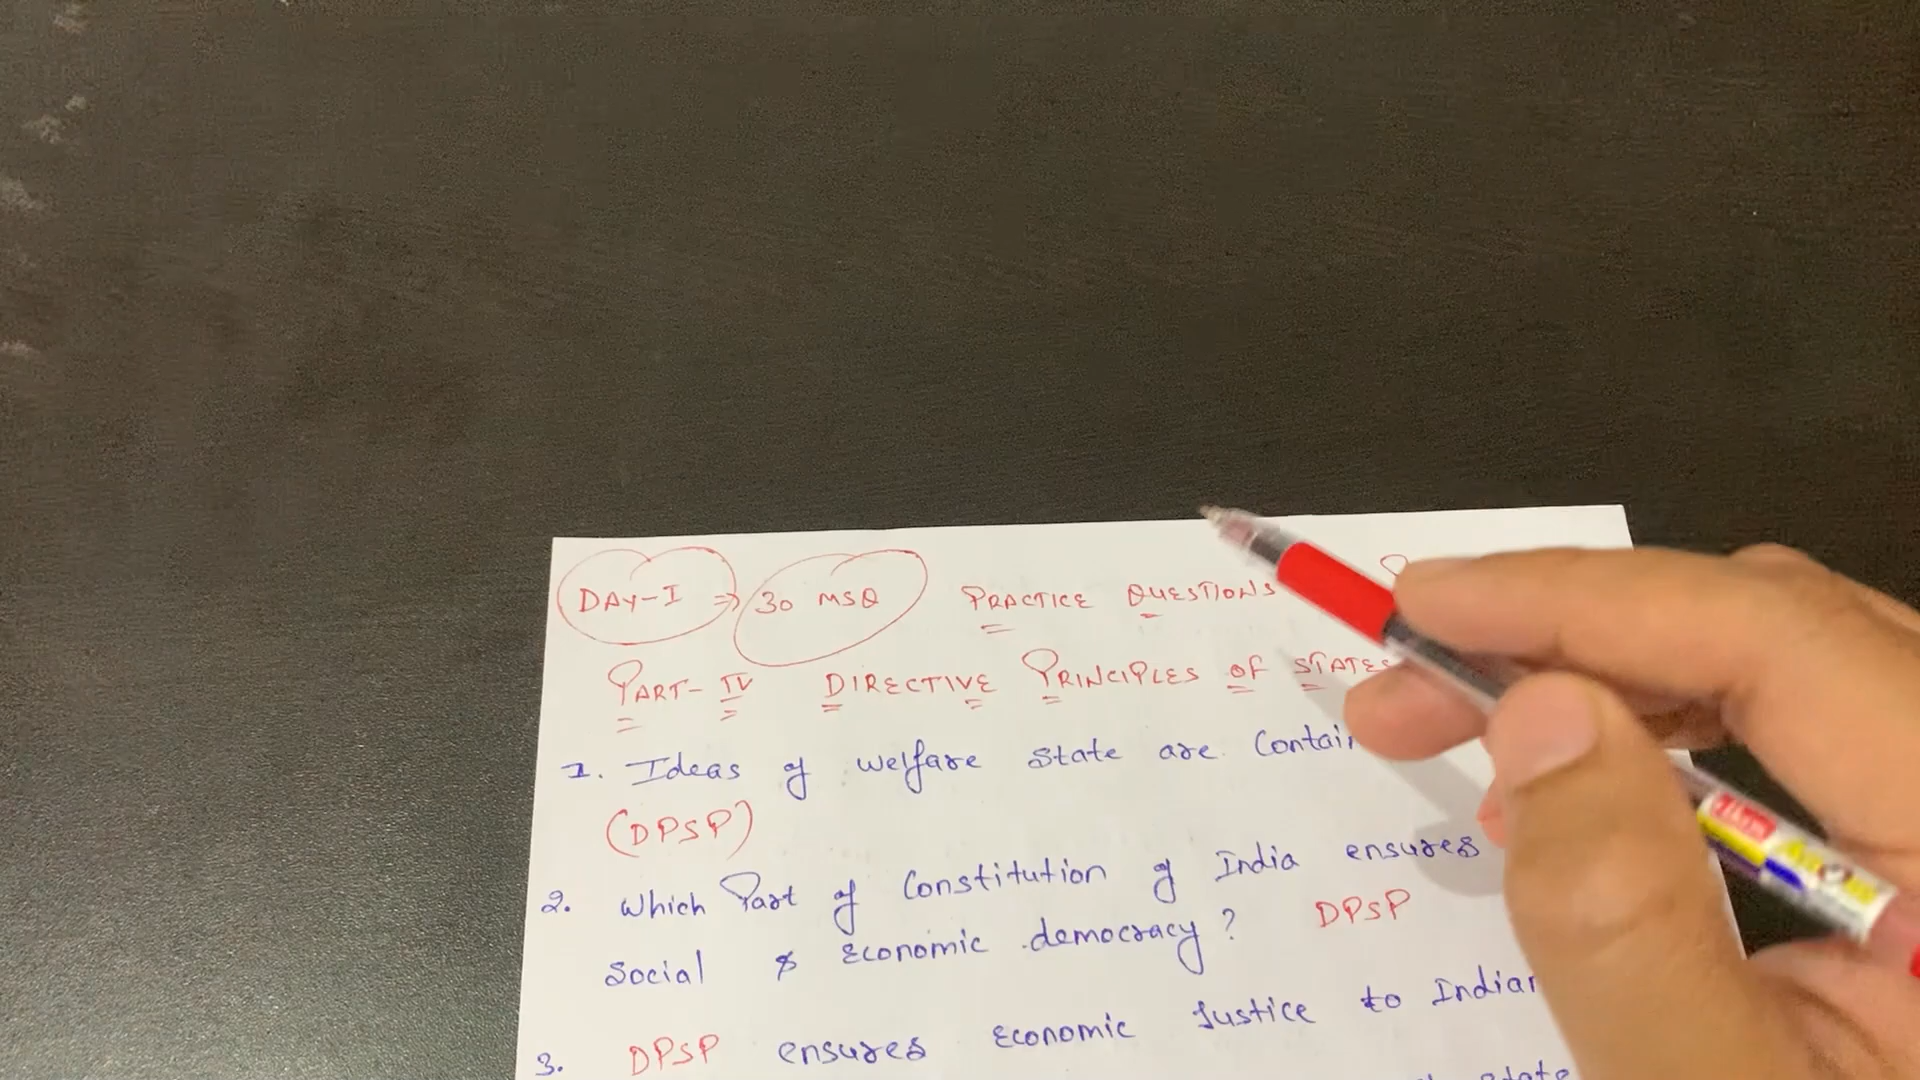 DAY-I => 30 MSQ PRACTICE QUESTIONS
PART-IV DIRECTIVE PRINCIPLES OF STATES
1. Ideas of welfare state are
(DPSP)
2. Which Part of Constitution of India ensures
social & Economic democracy? DPSP
3. DPSP ensures Economic Justice to